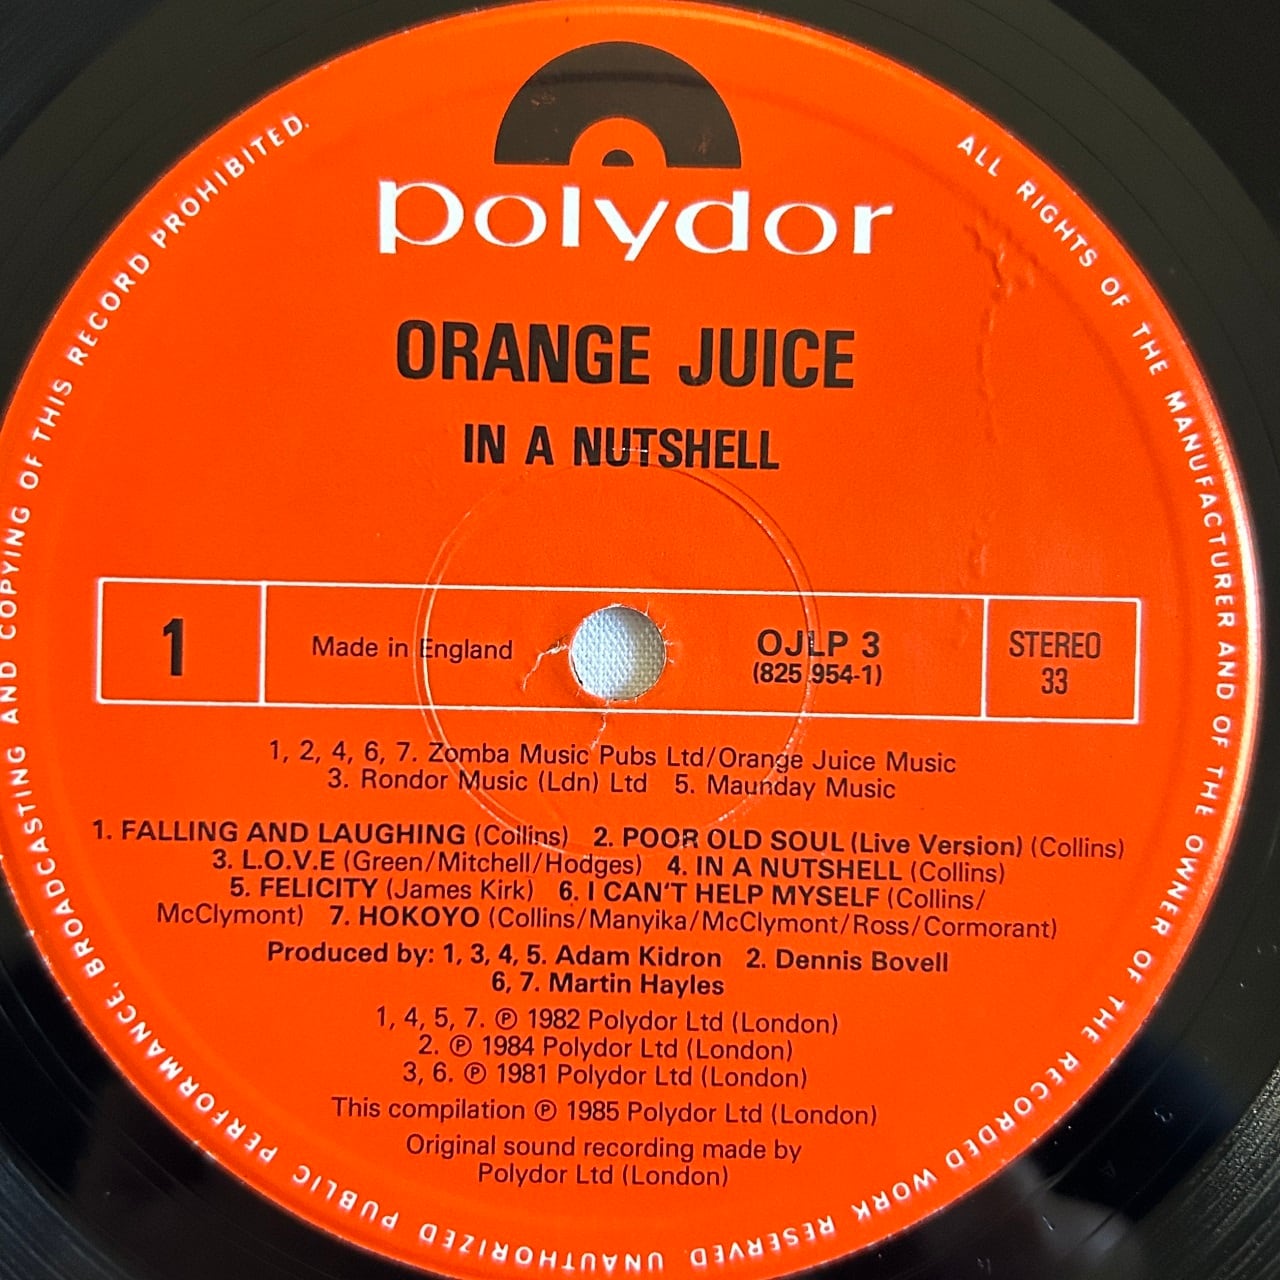 polydor
ORANGE JUICE
IN A NUTSHELL
1
Made in England
OJLP 3
(825 954-1)
STEREO
33
1, 2, 4, 6, 7. Zomba Music Pubs Ltd/Orange Juice Music
3. Rondor Music (Ldn) Ltd 5. Maunday Music
1. FALLING AND LAUGHING (Collins) 2. POOR OLD SOUL (Live Version) (Collins)
3. L.O.V.E (Green/Mitchell/Hodges) 4. IN A NUTSHELL (Collins)
5. FELICITY (James Kirk) 6. I CAN'T HELP MYSELF (Collins/
McClymont) 7. HOKOYO (Collins/Manyika/McClymont/Ross/Cormorant)
Produced by: 1, 3, 4, 5. Adam Kidron 2. Dennis Bovell
6, 7. Martin Hayles
1, 4, 5, 7. ℗ 1982 Polydor Ltd (London)
2. ℗ 1984 Polydor Ltd (London)
3, 6. ℗ 1981 Polydor Ltd (London)
This compilation ℗ 1985 Polydor Ltd (London)
Original sound recording made by
Polydor Ltd (London)
ALL RIGHTS OF THE MANUFACTURER AND OF THE OWNER OF THE RECORDED WORK RESERVED. UNAUTHORIZED PUBLIC PERFORMANCE, BROADCASTING AND COPYING OF THIS RECORD PROHIBITED.